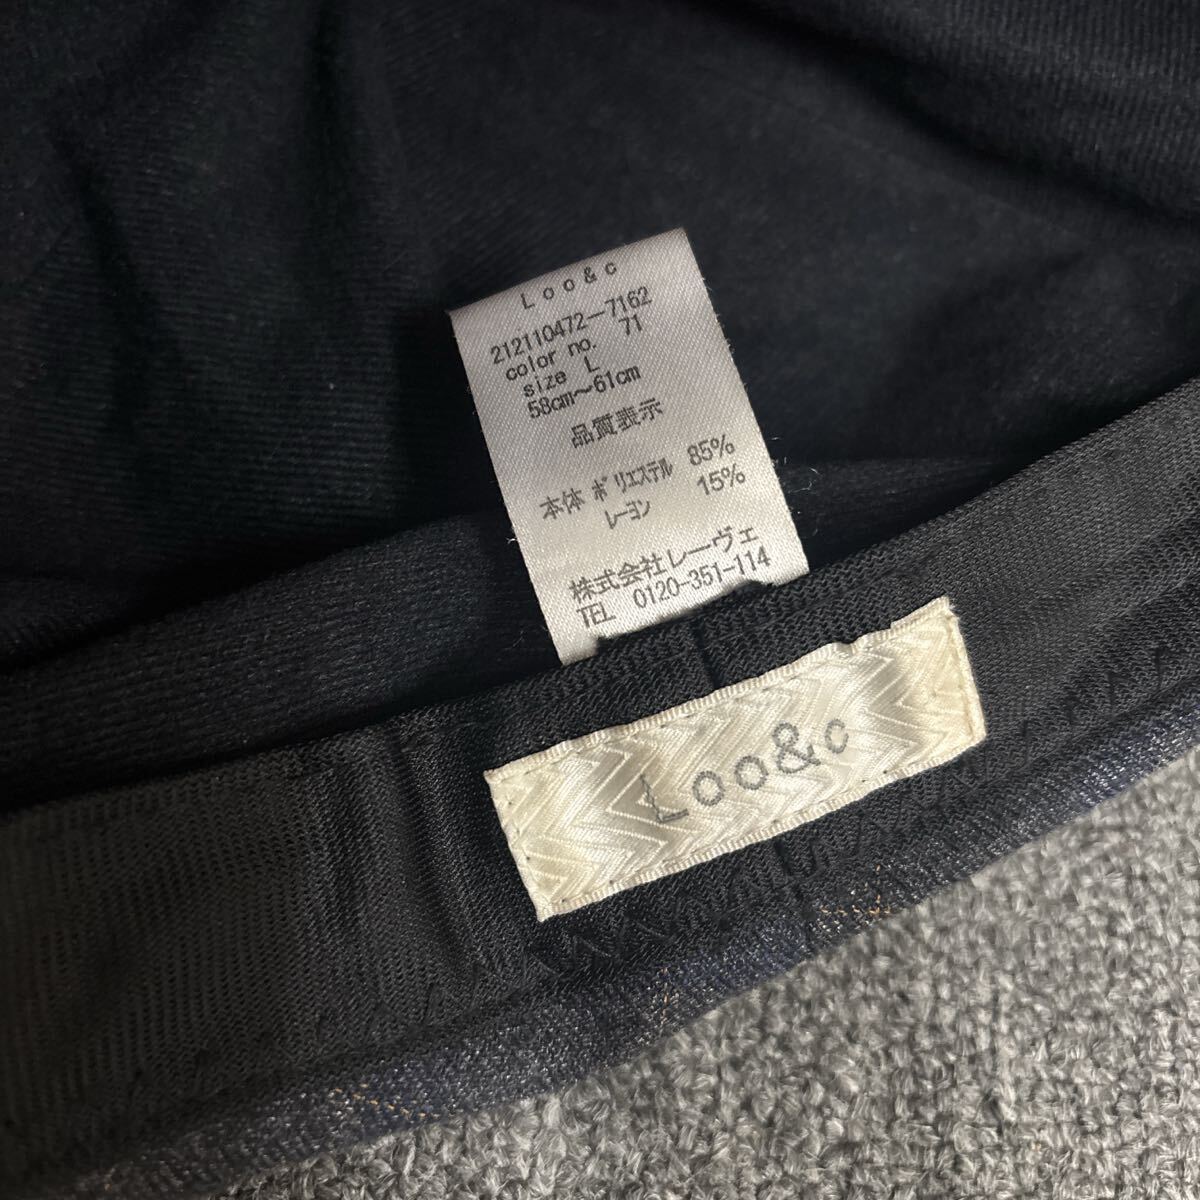 Loo&c
212110472-7162
color no. 71
size L
58cm～61cm
品質表示
本体 ﾎﾟﾘｴｽﾃﾙ 85%
ﾚｰﾖﾝ 15%
株式会社レーヴェ
TEL 0120-351-114
Loo&c